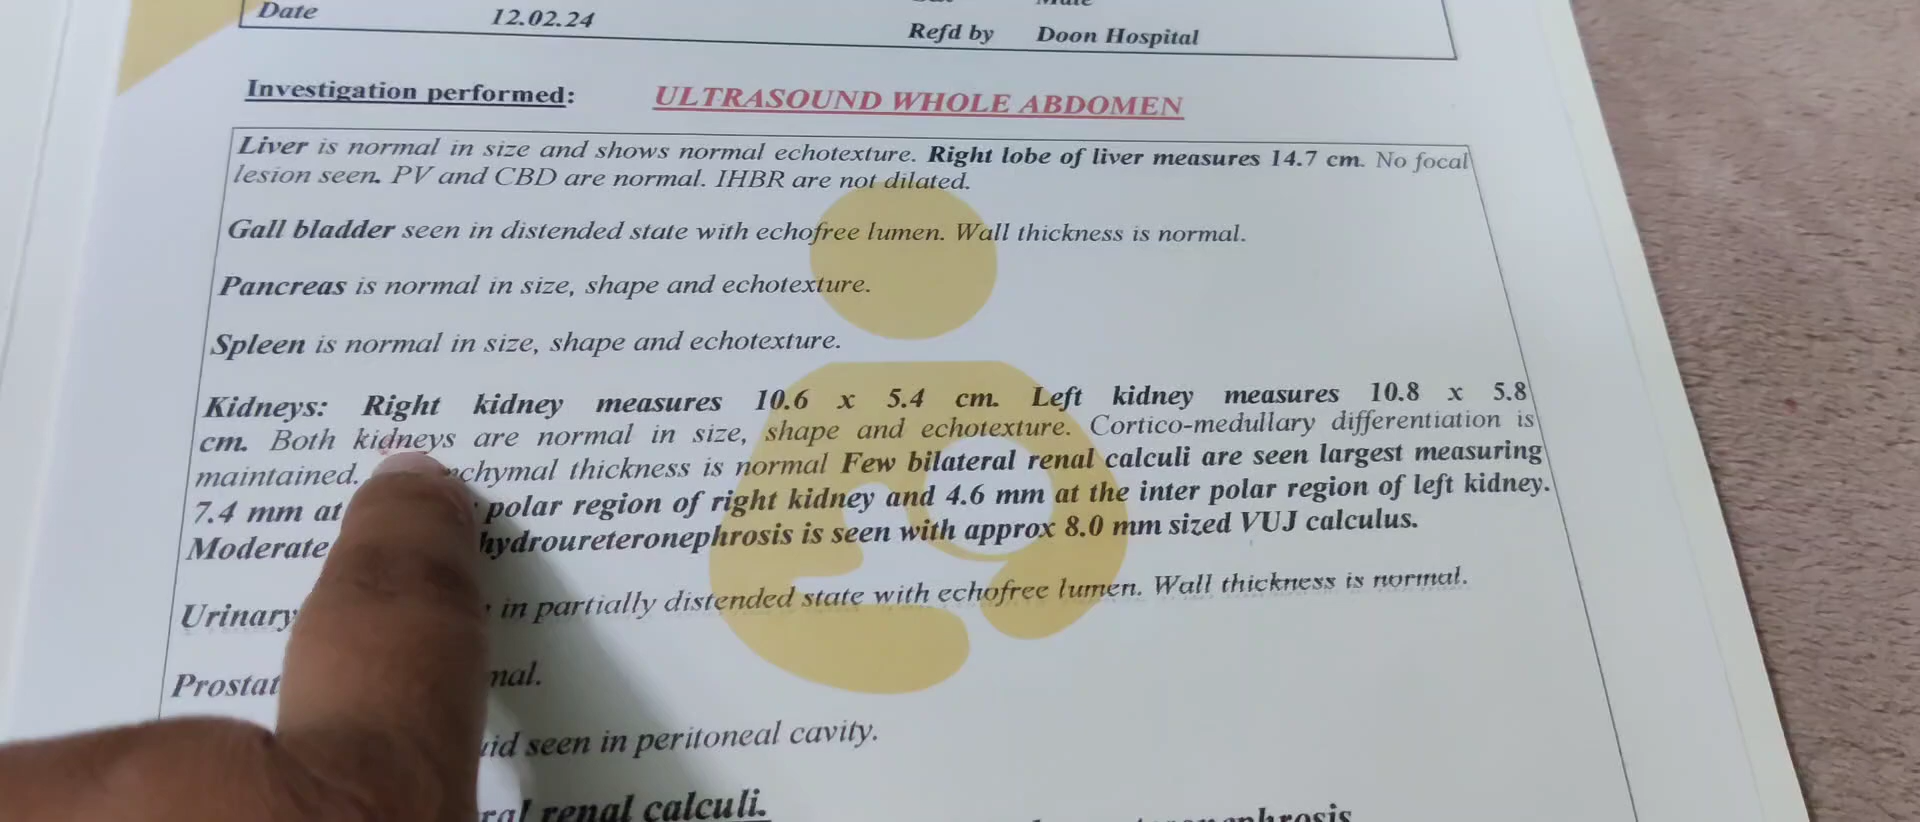 Date 12.02.24
Refd by Doon Hospital
Investigation performed: ULTRASOUND WHOLE ABDOMEN
Liver is normal in size and shows normal echotexture. Right lobe of liver measures 14.7 cm. No focal
lesion seen. PV and CBD are normal. IHBR are not dilated.
Gall bladder seen in distended state with echofree lumen. Wall thickness is normal.
Pancreas is normal in size, shape and echotexture.
Spleen is normal in size, shape and echotexture.
Kidneys: Right kidney measures 10.6 x 5.4 cm. Left kidney measures 10.8 x 5.8
cm. Both kidneys are normal in size, shape and echotexture. Cortico-medullary differentiation is
maintained. thickness is normal Few bilateral renal calculi are seen largest measuring
7.4 mm at polar region of right kidney and 4.6 mm at the inter polar region of left kidney.
Moderate hydroureteronephrosis is seen with approx 8.0 mm sized VUJ calculus.
Urinary in partially distended state with echofree lumen. Wall thickness is normal.
seen in peritoneal cavity.
renal calculi.